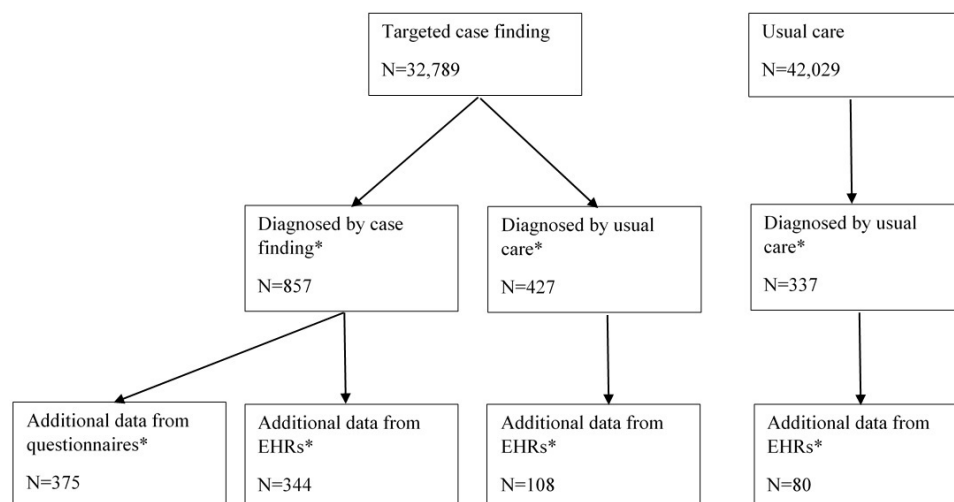 Targeted case finding
N=32,789
Usual care
N=42,029
Diagnosed by case
finding*
N=857
Diagnosed by usual
care*
N=427
Diagnosed by usual
care*
N=337
Additional data from
questionnaires*
N=375
Additional data from
EHRs*
N=344
Additional data from
EHRs*
N=108
Additional data from
EHRs*
N=80